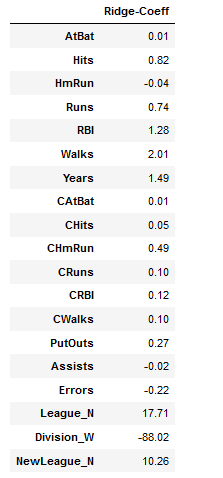 Ridge-Coeff
AtBat 0.01
Hits 0.82
HmRun -0.04
Runs 0.74
RBI 1.28
Walks 2.01
Years 1.49
CAtBat 0.01
CHits 0.05
CHmRun 0.49
CRuns 0.10
CRBI 0.12
CWalks 0.10
PutOuts 0.27
Assists -0.02
Errors -0.22
League_N 17.71
Division_W -88.02
NewLeague_N 10.26